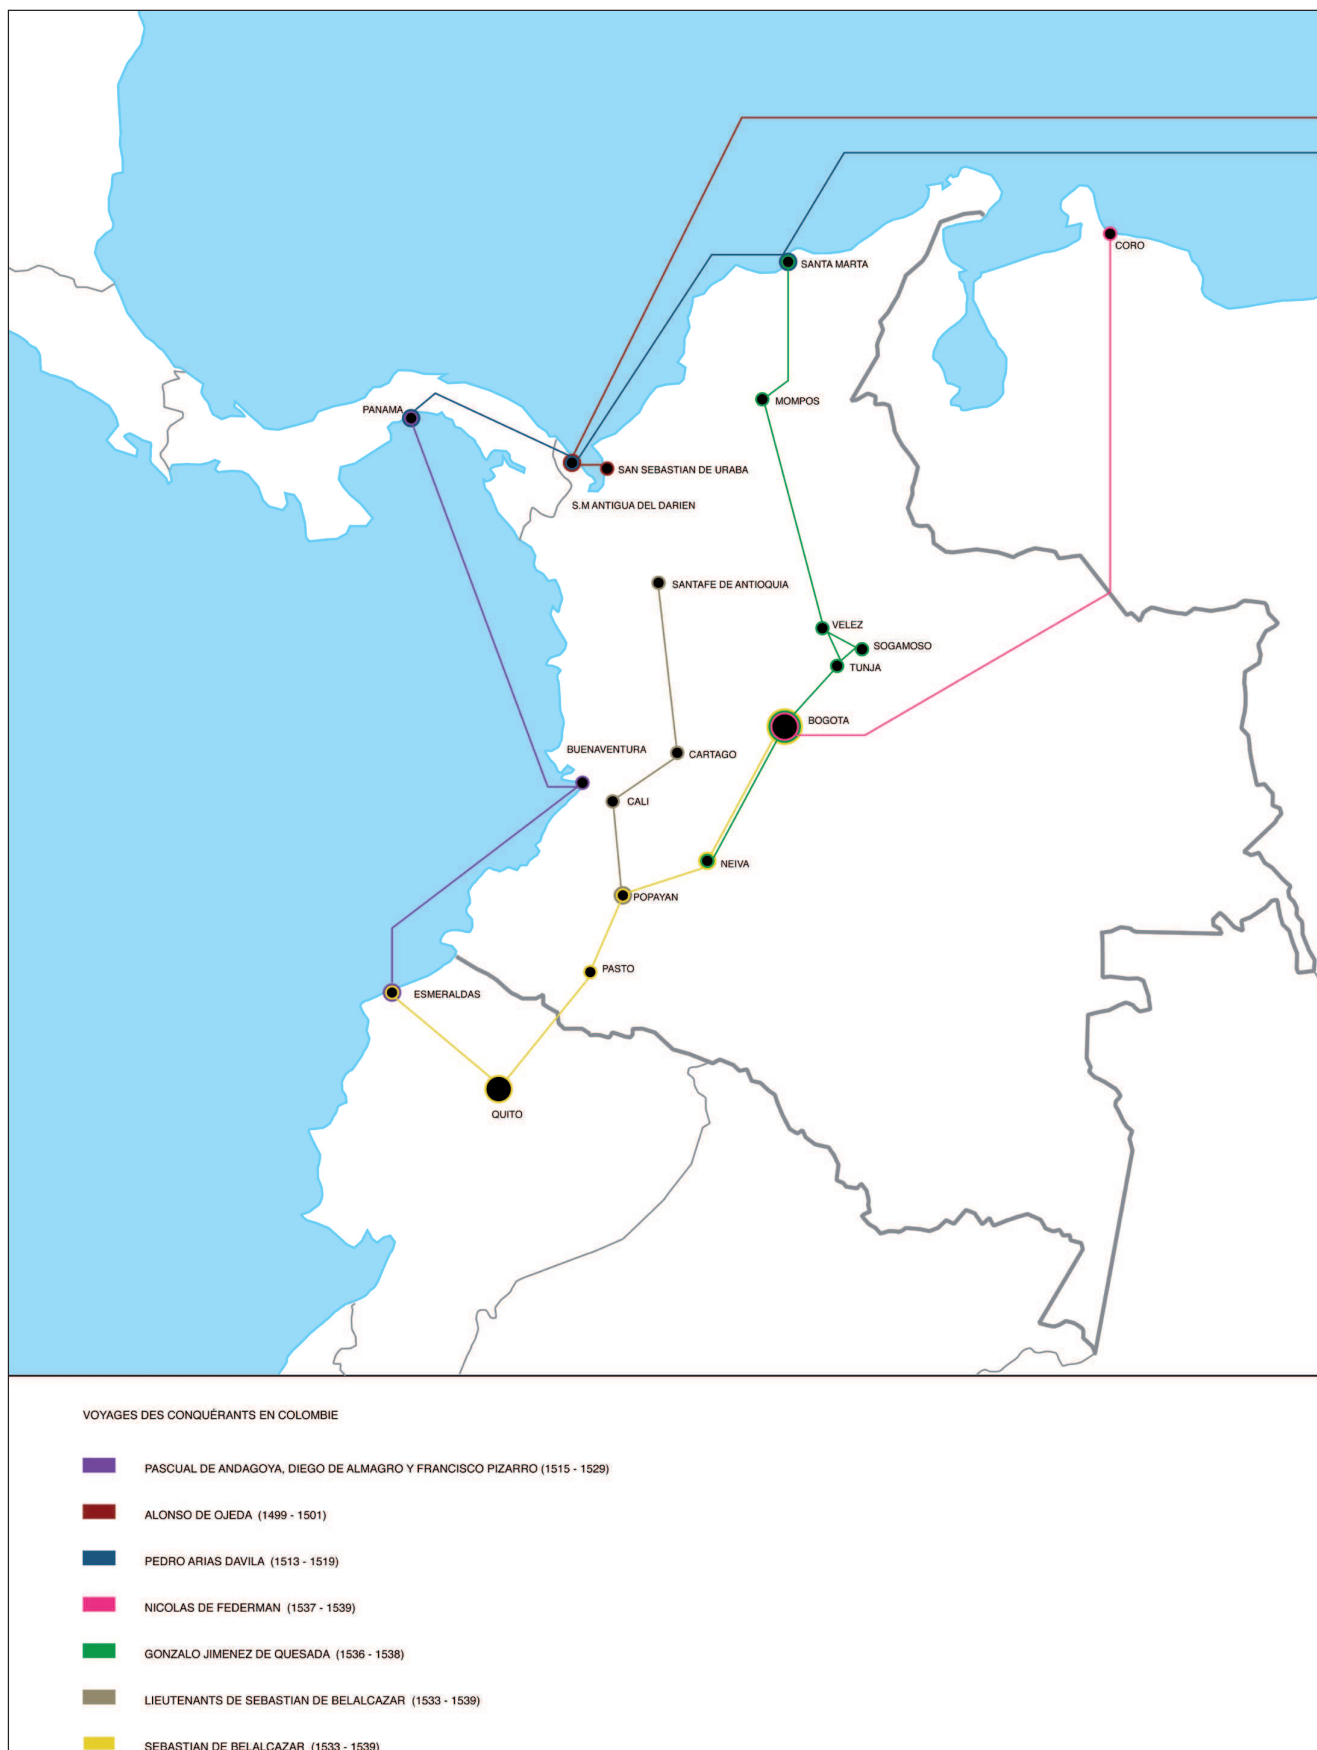 CORO
SANTA MARTA
MOMPOS
PANAMA
SAN SEBASTIAN DE URABA
S.M ANTIGUA DEL DARIEN
SANTAFE DE ANTIOQUIA
VELEZ
SOGAMOSO
TUNJA
BOGOTA
BUENAVENTURA
CARTAGO
CALI
NEIVA
POPAYAN
PASTO
ESMERALDAS
QUITO
VOYAGES DES CONQUÉRANTS EN COLOMBIE
PASCUAL DE ANDAGOYA, DIEGO DE ALMAGRO Y FRANCISCO PIZARRO (1515 - 1529)
ALONSO DE OJEDA (1499 - 1501)
PEDRO ARIAS DAVILA (1513 - 1519)
NICOLAS DE FEDERMAN (1537 - 1539)
GONZALO JIMENEZ DE QUESADA (1536 - 1538)
LIEUTENANTS DE SEBASTIAN DE BELALCAZAR (1533 - 1539)
SEBASTIAN DE BELALCAZAR (1533 - 1539)